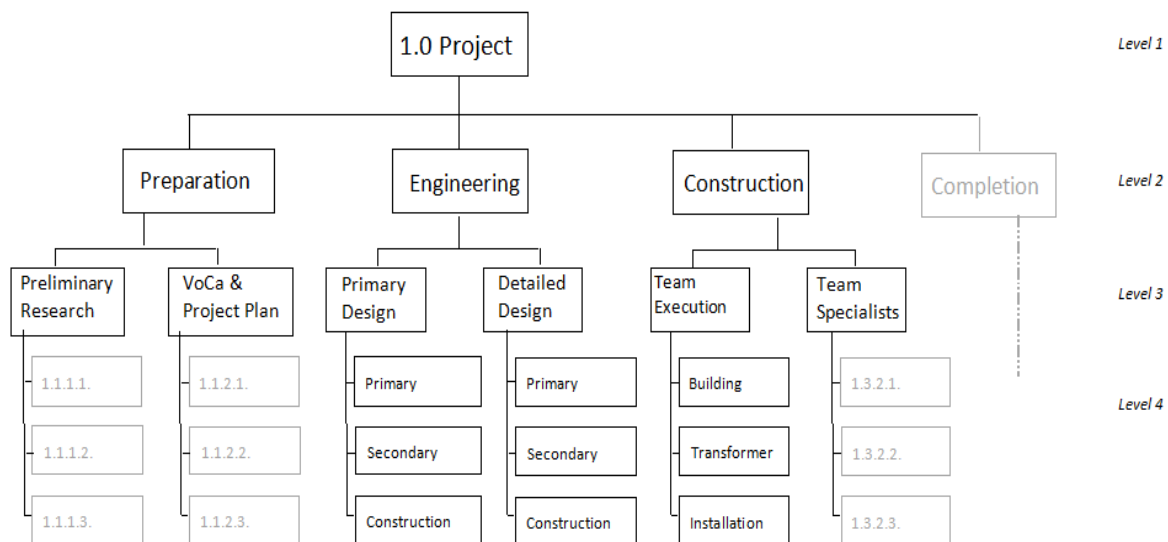 1.0 Project
Level 1
Preparation
Engineering
Construction
Completion
Level 2
Preliminary
Research
VoCa &
Project Plan
Primary
Design
Detailed
Design
Team
Execution
Team
Specialists
Level 3
1.1.1.1.
1.1.2.1.
Primary
Primary
Building
1.3.2.1.
Level 4
1.1.1.2.
1.1.2.2.
Secondary
Secondary
Transformer
1.3.2.2.
1.1.1.3.
1.1.2.3.
Construction
Construction
Installation
1.3.2.3.